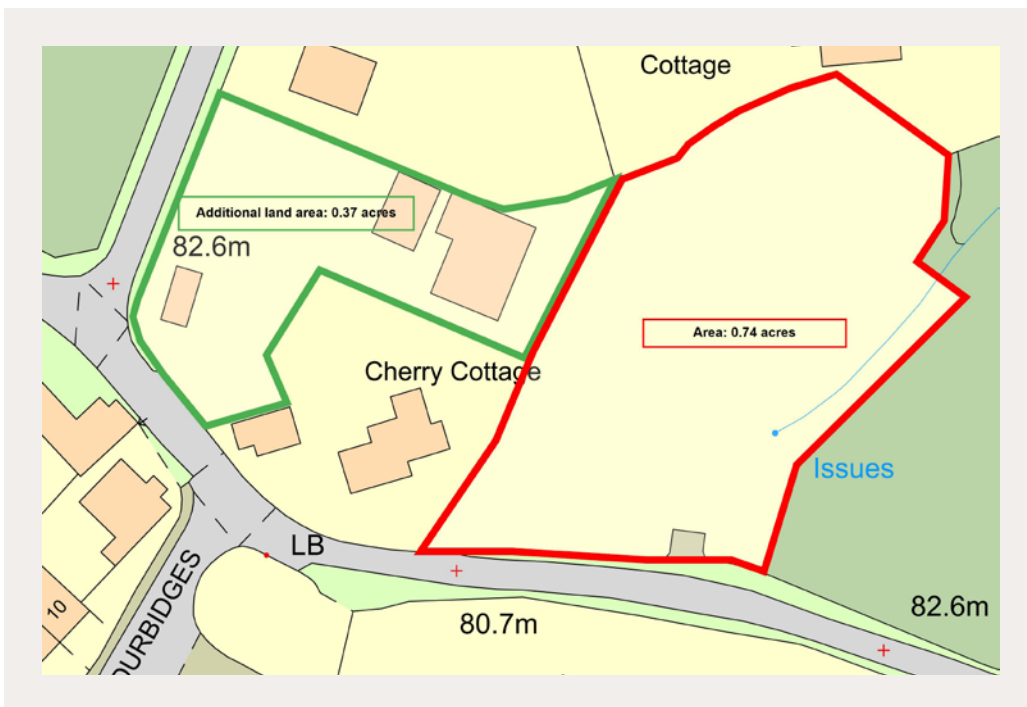 Cottage
Additional land area: 0.37 acres
82.6m
Area: 0.74 acres
Cherry Cottage
Issues
LB
82.6m
80.7m
10
OURBIDGES